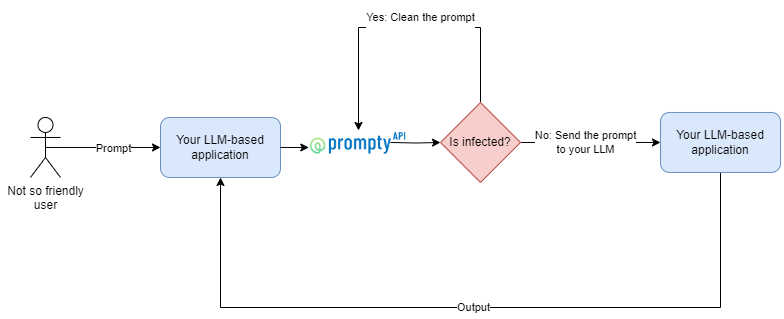 Yes: Clean the prompt
Not so friendly
user
Prompt
Your LLM-based
application
@prompty API
Is infected?
No: Send the prompt
to your LLM
Your LLM-based
application
Output